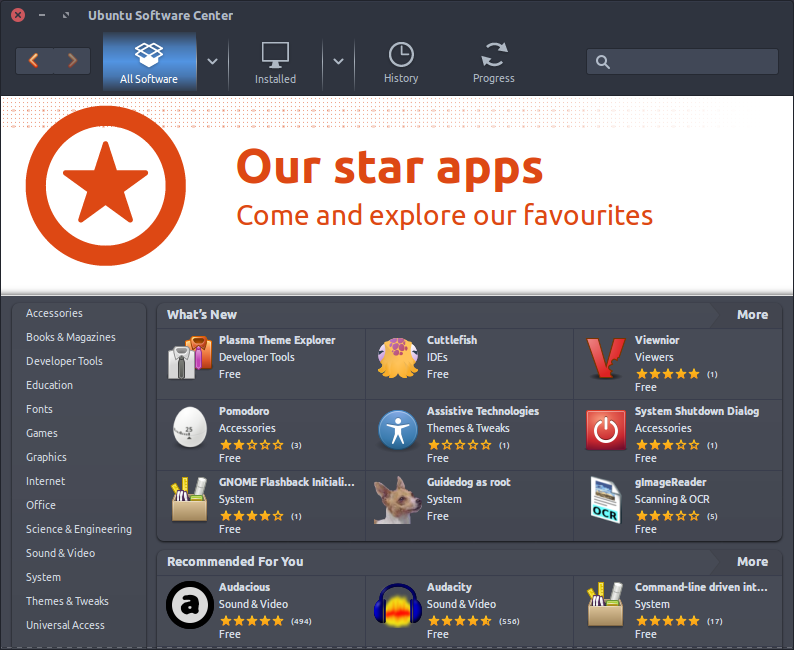 Ubuntu Software Center
All Software
Installed
History
Progress
Our star apps
Come and explore our favourites
Accessories
Books & Magazines
Developer Tools
Education
Fonts
Games
Graphics
Internet
Office
Science & Engineering
Sound & Video
System
Themes & Tweaks
Universal Access
What's New
More
Plasma Theme Explorer
Developer Tools
Free
Cuttlefish
IDEs
Free
Viewnior
Viewers
(1)
Free
25
Pomodoro
Accessories
(3)
Free
Assistive Technologies
Themes & Tweaks
(1)
Free
System Shutdown Dialog
Accessories
(1)
Free
GNOME Flashback Initiali...
System
(1)
Free
Guidedog as root
System
Free
OCR
gImageReader
Scanning & OCR
(5)
Free
Recommended For You
More
a
Audacious
Sound & Video
(494)
Free
Audacity
Sound & Video
(556)
Free
Command-line driven int...
System
(17)
Free